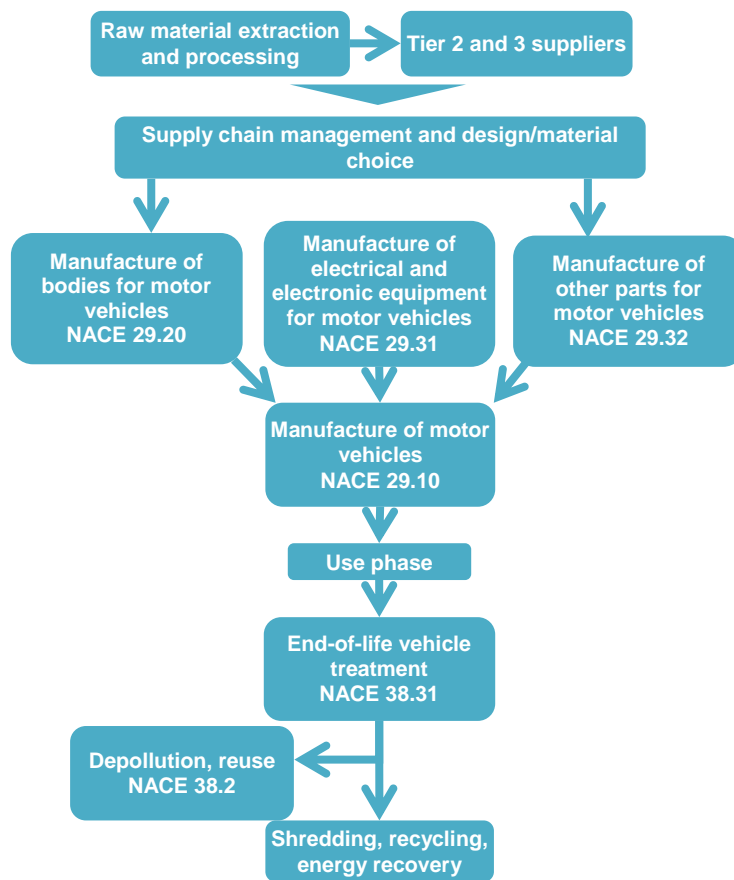 Raw material extraction
and processing
Tier 2 and 3 suppliers
Supply chain management and design/material
choice
Manufacture of
bodies for motor
vehicles
NACE 29.20
Manufacture of
electrical and
electronic equipment
for motor vehicles
NACE 29.31
Manufacture of
other parts for
motor vehicles
NACE 29.32
Manufacture of motor
vehicles
NACE 29.10
Use phase
End-of-life vehicle
treatment
NACE 38.31
Depollution, reuse
NACE 38.2
Shredding, recycling,
energy recovery